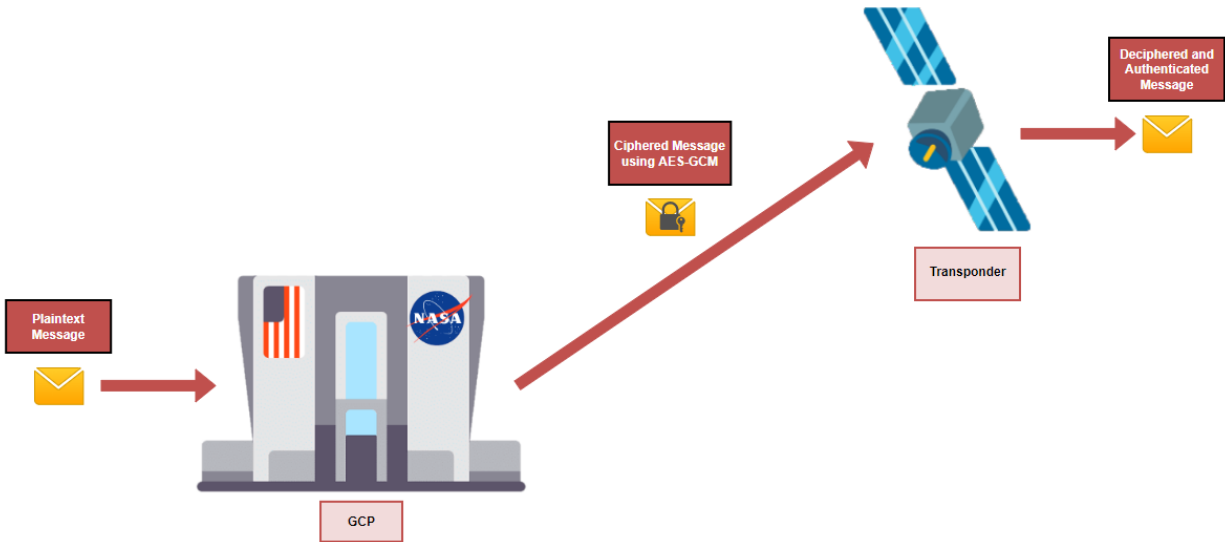 Plaintext
Message
NASA
GCP
Ciphered Message
using AES-GCM
Transponder
Deciphered and
Authenticated
Message